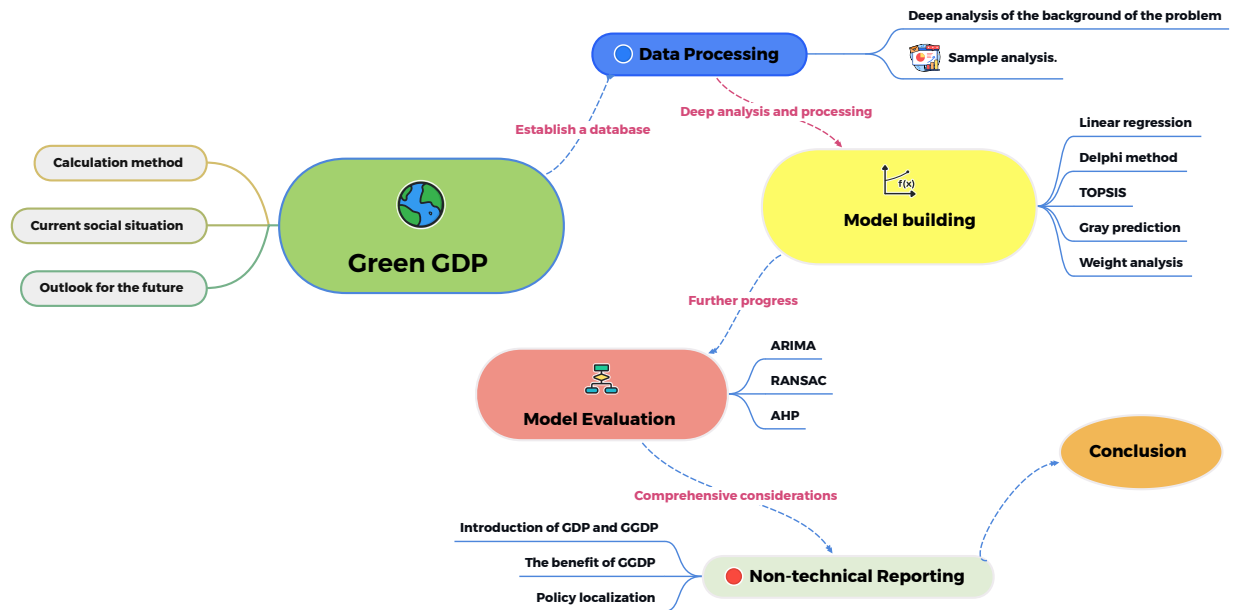 Deep analysis of the background of the problem
Data Processing
Sample analysis.
Establish a database
Deep analysis and processing
Calculation method
Current social situation
Outlook for the future
Green GDP
f(x)
Model building
Linear regression
Delphi method
TOPSIS
Gray prediction
Weight analysis
Further progress
Model Evaluation
ARIMA
RANSAC
AHP
Conclusion
Comprehensive considerations
Introduction of GDP and GGDP
The benefit of GGDP
Policy localization
Non-technical Reporting